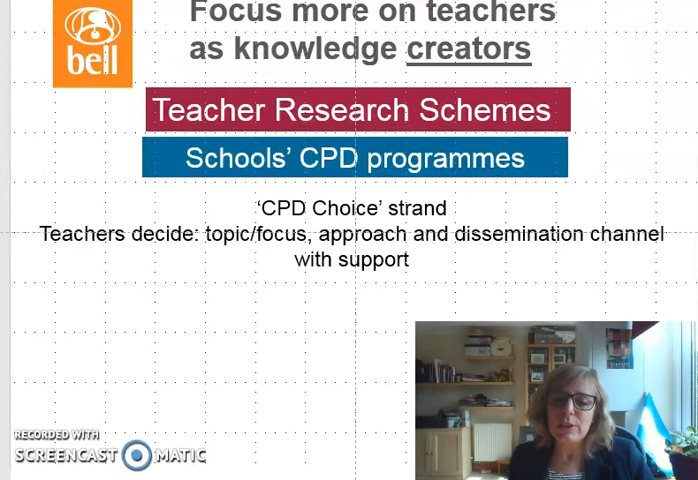 Focus more on teachers
bell
as knowledge creators
Teacher Research Schemes
Schools' CPD programmes
'CPD Choice' strand
Teachers decide: topic/focus, approach and dissemination channel
with support
RECORDED WITH
SCREENCAST MATIC